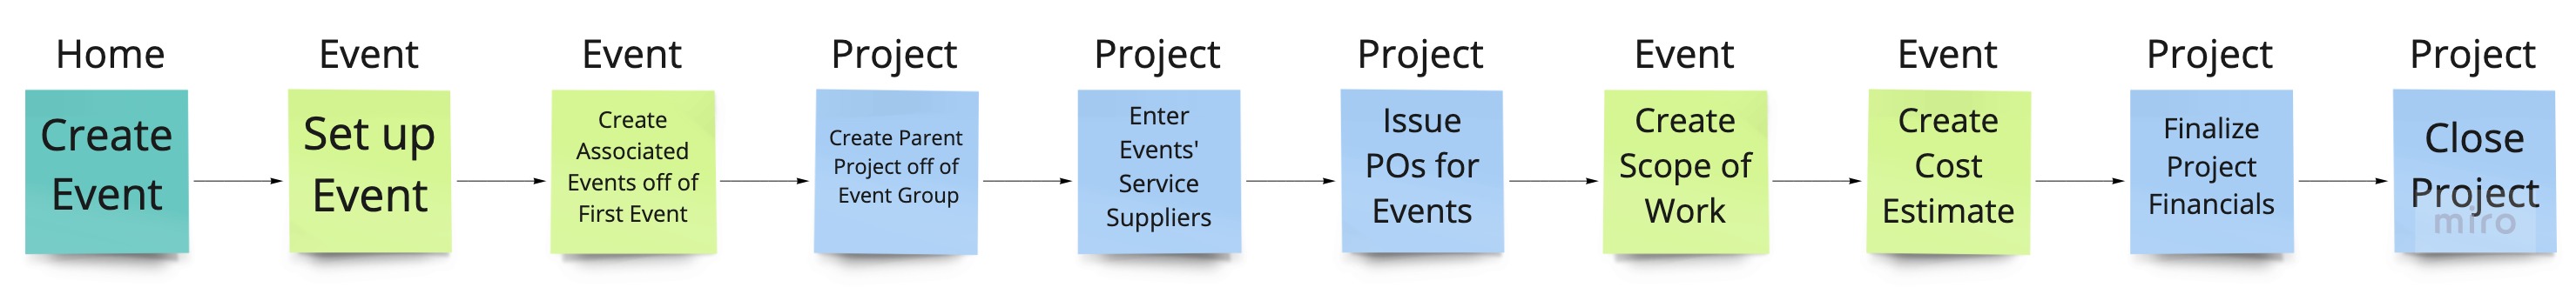 Home
Create
Event
Event
Set up
Event
Event
Create
Associated
Events off of
First Event
Project
Create Parent
Project off of
Event Group
Project
Enter
Events'
Service
Suppliers
Project
Issue
POs for
Events
Event
Create
Scope of
Work
Event
Create
Cost
Estimate
Project
Finalize
Project
Financials
Project
Close
Project
miro